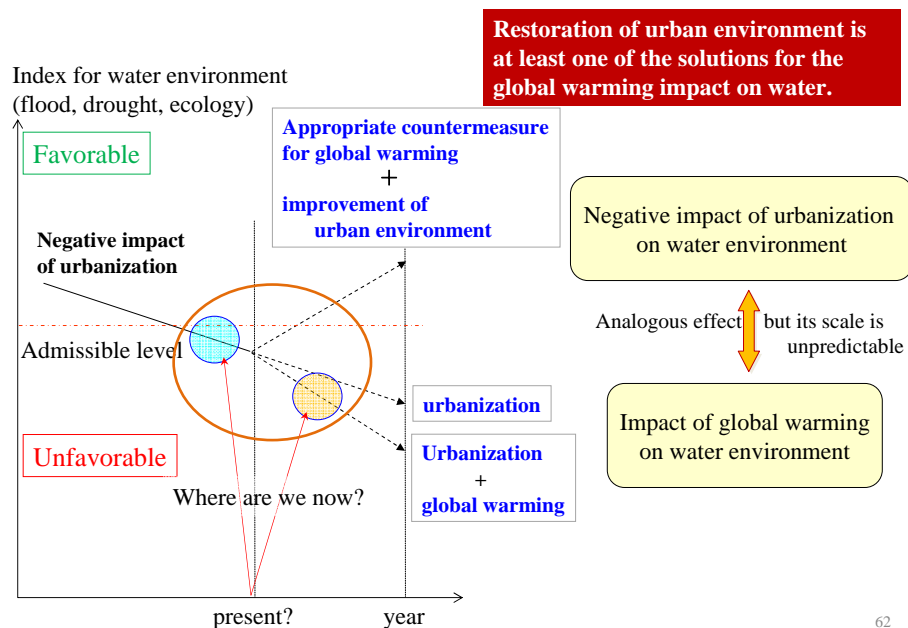 Restoration of urban environment is
at least one of the solutions for the
global warming impact on water.
Index for water environment
(flood, drought, ecology)
Appropriate countermeasure
for global warming
+
improvement of
urban environment
Favorable
Negative impact
of urbanization
Admissible level
Unfavorable
Where are we now?
urbanization
Urbanization
+
global warming
present?
year
Negative impact of urbanization
on water environment
Analogous effect but its scale is
unpredictable
Impact of global warming
on water environment
62